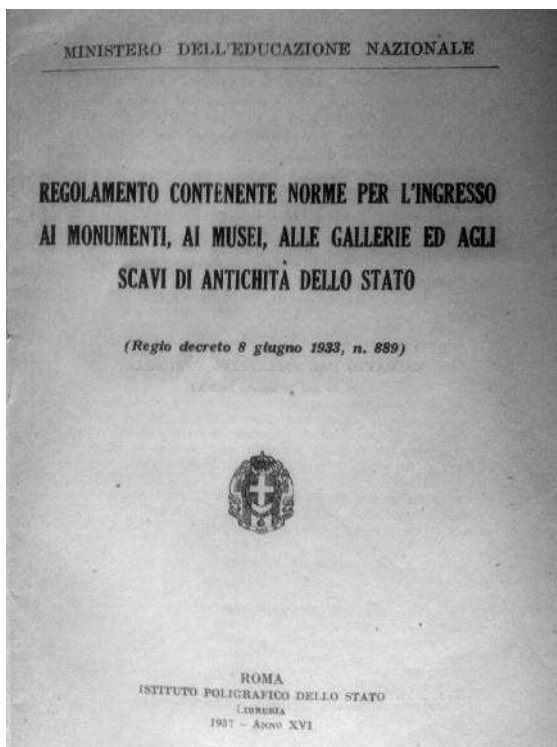 MINISTERO DELL'EDUCAZIONE NAZIONALE
REGOLAMENTO CONTENENTE NORME PER L'INGRESSO
AI MONUMENTI, AI MUSEI, ALLE GALLERIE ED AGLI
SCAVI DI ANTICHITÀ DELLO STATO
(Regio decreto 8 giugno 1933, n. 889)
ROMA
ISTITUTO POLIGRAFICO DELLO STATO
LIBRERIA
1937 - ANNO XVI